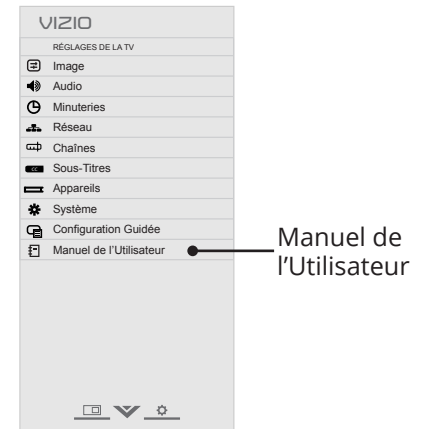 VIZIO
RÉGLAGES DE LA TV
Image
Audio
Minuteries
Réseau
Chaînes
CC Sous-Titres
Appareils
Système
Configuration Guidée
Manuel de l'Utilisateur
Manuel de
l'Utilisateur